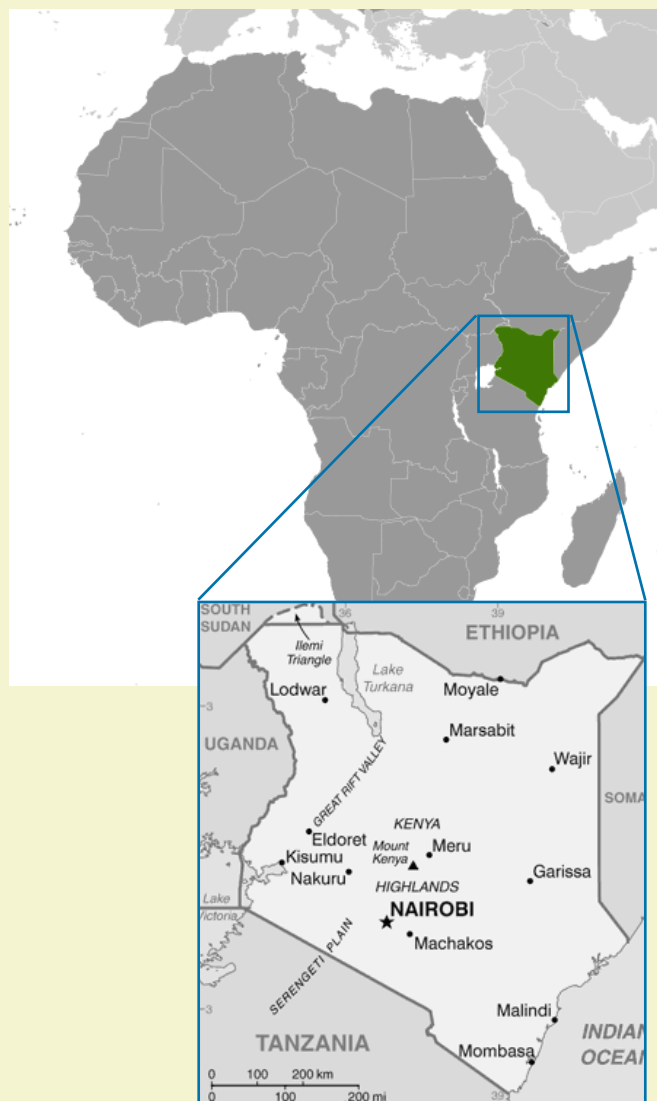 SOUTH
SUDAN
36
39
ETHIOPIA
Ilemi
Triangle
Lake
Turkana
Lodwar
Moyale
3
Marsabit
UGANDA
Wajir
GREAT RIFT VALLEY
SOMA
Eldoret
KENYA
Mount
Kenya
Meru
Kisumu
Nakuru
HIGHLANDS
Garissa
Lake
Victoria
NAIROBI
Machakos
SERENGETI PLAIN
3
Malindi
INDIAN
OCEAN
TANZANIA
Mombasa
0 100 200 km
0 100 200 mi
39